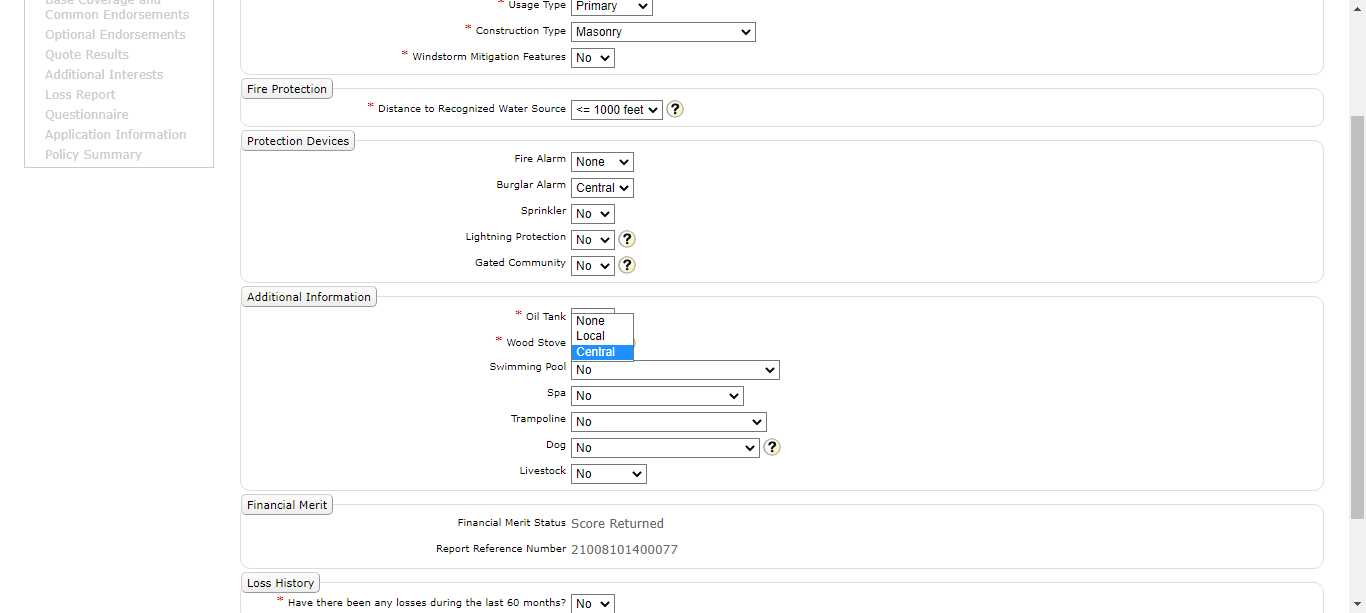 Base Coverage and
Common Endorsements
Optional Endorsements
Quote Results
Additional Interests
Loss Report
Questionnaire
Application Information
Policy Summary
* Usage Type Primary
* Construction Type Masonry
* Windstorm Mitigation Features No
Fire Protection
* Distance to Recognized Water Source <= 1000 feet ?
Protection Devices
Fire Alarm None
Burglar Alarm Central
Sprinkler No
Lightning Protection No ?
Gated Community No ?
Additional Information
* Oil Tank
None
Local
* Wood Stove
Central
Swimming Pool No
Spa No
Trampoline No
Dog No ?
Livestock No
Financial Merit
Financial Merit Status Score Returned
Report Reference Number 21008101400077
Loss History
* Have there been any losses during the last 60 months? No